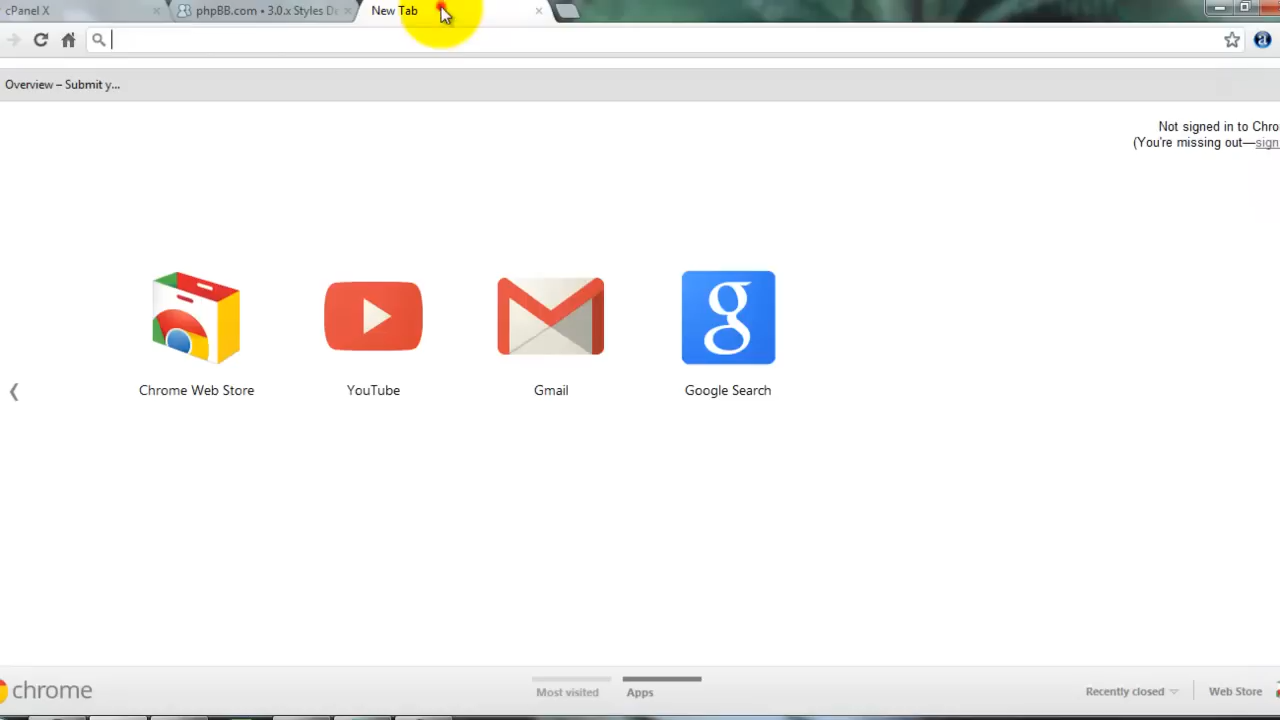 cPanel X
phpBB.com • 3.0.x Styles De
New Tab
Overview – Submit y...
Not signed in to Chro
(You're missing out—sign
Chrome Web Store
YouTube
Gmail
Google Search
chrome
Most visited
Apps
Recently closed
Web Store